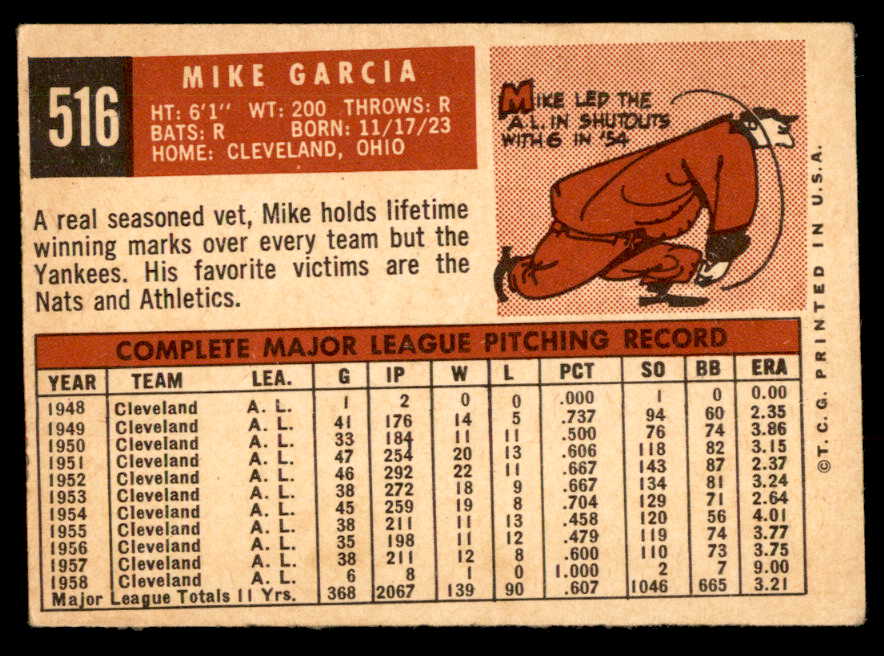 516
MIKE GARCIA
HT: 6'1" WT: 200 THROWS: R
BATS: R BORN: 11/17/23
HOME: CLEVELAND, OHIO
MIKE LED THE
A.L. IN SHUTOUTS
WITH 6 IN '54
A real seasoned vet, Mike holds lifetime
winning marks over every team but the
Yankees. His favorite victims are the
Nats and Athletics.
COMPLETE MAJOR LEAGUE PITCHING RECORD
YEAR TEAM LEA. G IP W L PCT SO BB ERA
1948 Cleveland A. L. 1 2 0 0 .000 1 0 0.00
1949 Cleveland A. L. 41 176 14 5 .737 94 60 2.35
1950 Cleveland A. L. 33 184 11 11 .500 76 74 3.86
1951 Cleveland A. L. 47 254 20 13 .606 118 82 3.15
1952 Cleveland A. L. 46 292 22 11 .667 143 87 2.37
1953 Cleveland A. L. 38 272 18 9 .667 134 81 3.24
1954 Cleveland A. L. 45 259 19 8 .704 129 71 2.64
1955 Cleveland A. L. 38 211 11 13 .458 120 56 4.01
1956 Cleveland A. L. 35 198 11 12 .479 119 74 3.77
1957 Cleveland A. L. 38 211 12 8 .600 110 73 3.75
1958 Cleveland A. L. 6 8 1 0 1.000 2 7 9.00
Major League Totals 11 Yrs. 368 2067 139 90 .607 1046 665 3.21
©T. C. G. PRINTED IN U.S.A.